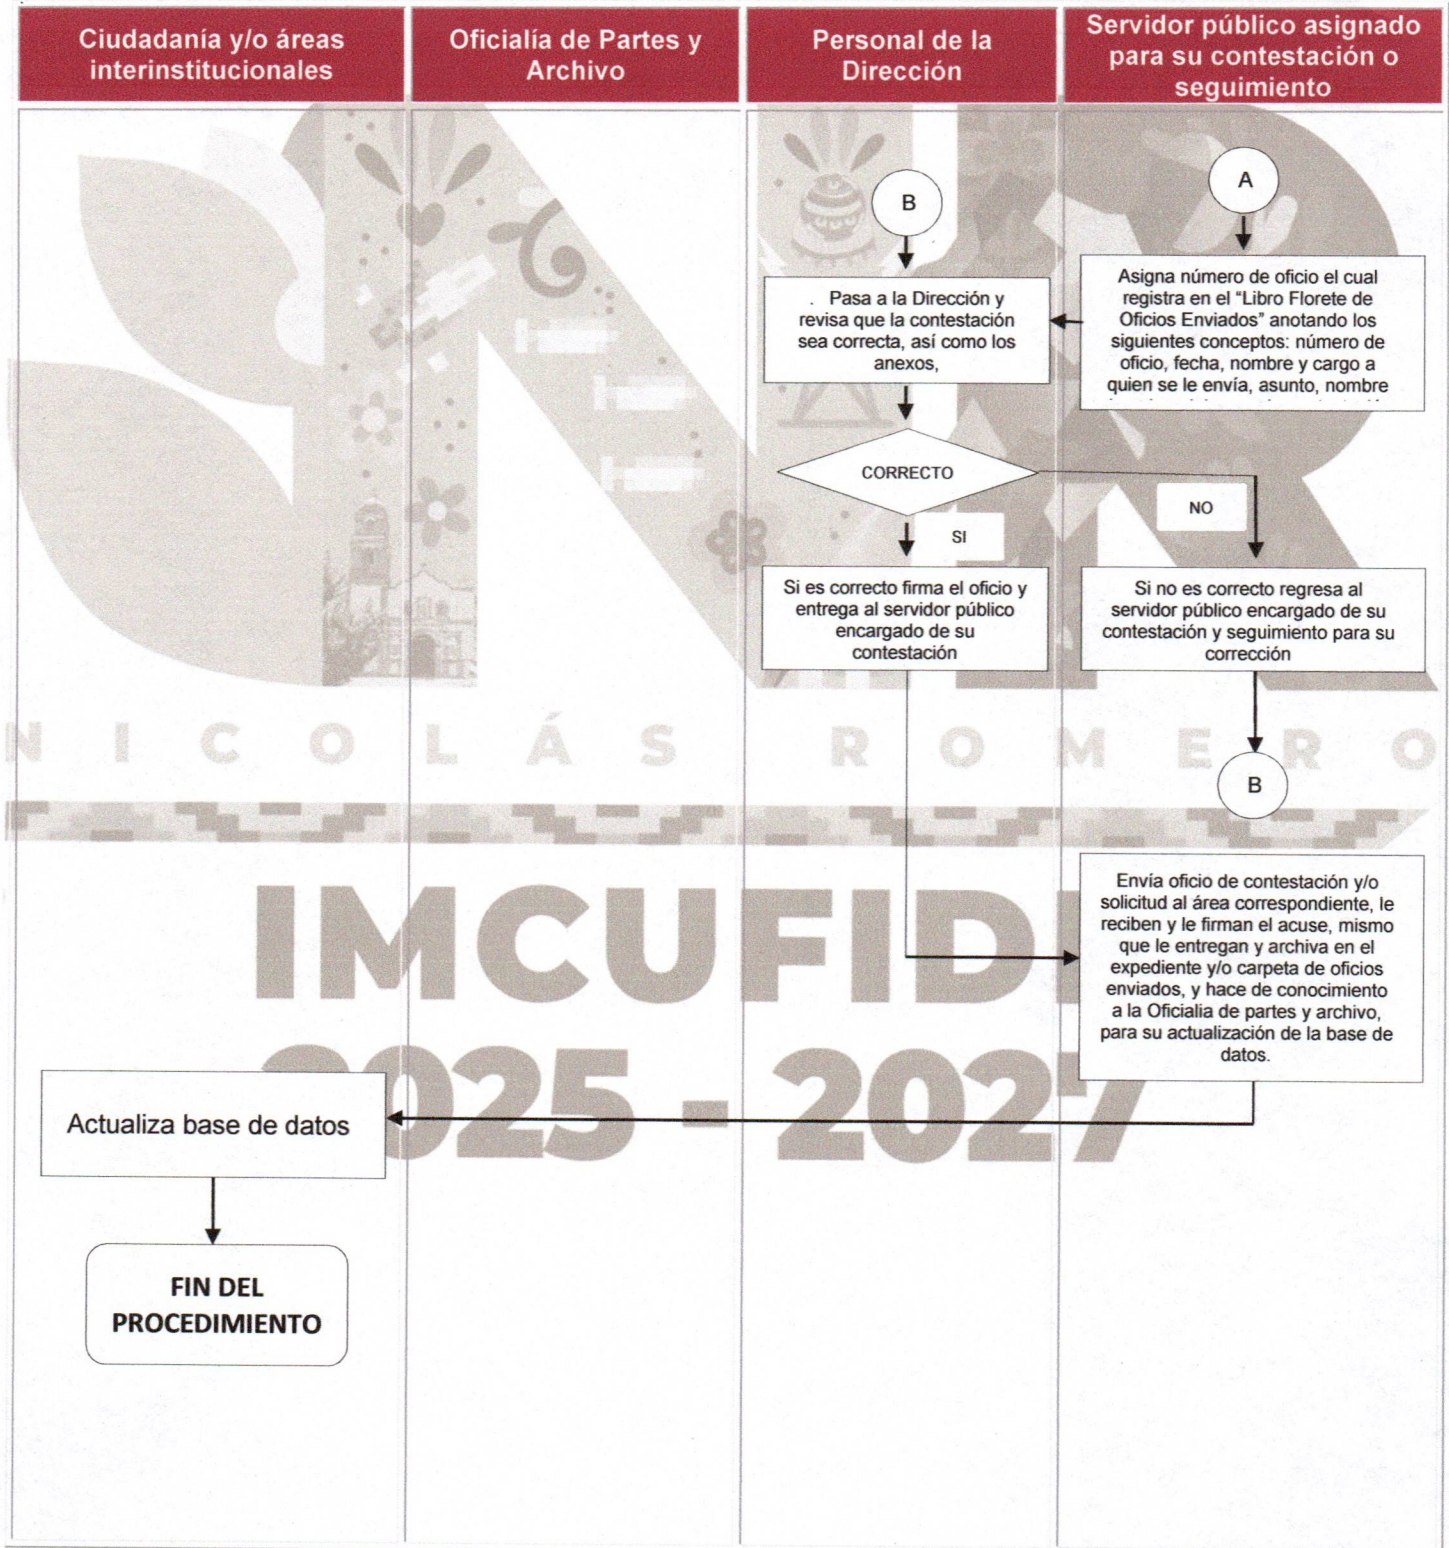 Ciudadanía y/o áreas
interinstitucionales
Oficialía de Partes y
Archivo
Personal de la
Dirección
Servidor público asignado
para su contestación o
seguimiento
B
A
. Pasa a la Dirección y
revisa que la contestación
sea correcta, así como los
anexos,
Asigna número de oficio el cual
registra en el “Libro Florete de
Oficios Enviados” anotando los
siguientes conceptos: número de
oficio, fecha, nombre y cargo a
quien se le envía, asunto, nombre
CORRECTO
NO
SI
Si es correcto firma el oficio y
entrega al servidor público
encargado de su
contestación
Si no es correcto regresa al
servidor público encargado de su
contestación y seguimiento para su
corrección
NICOLÁS ROMERO
B
Envía oficio de contestación y/o
solicitud al área correspondiente, le
reciben y le firman el acuse, mismo
que le entregan y archiva en el
expediente y/o carpeta de oficios
enviados, y hace de conocimiento
a la Oficialia de partes y archivo,
para su actualización de la base de
datos.
IMCUFID
2025 - 2027
Actualiza base de datos
FIN DEL
PROCEDIMIENTO